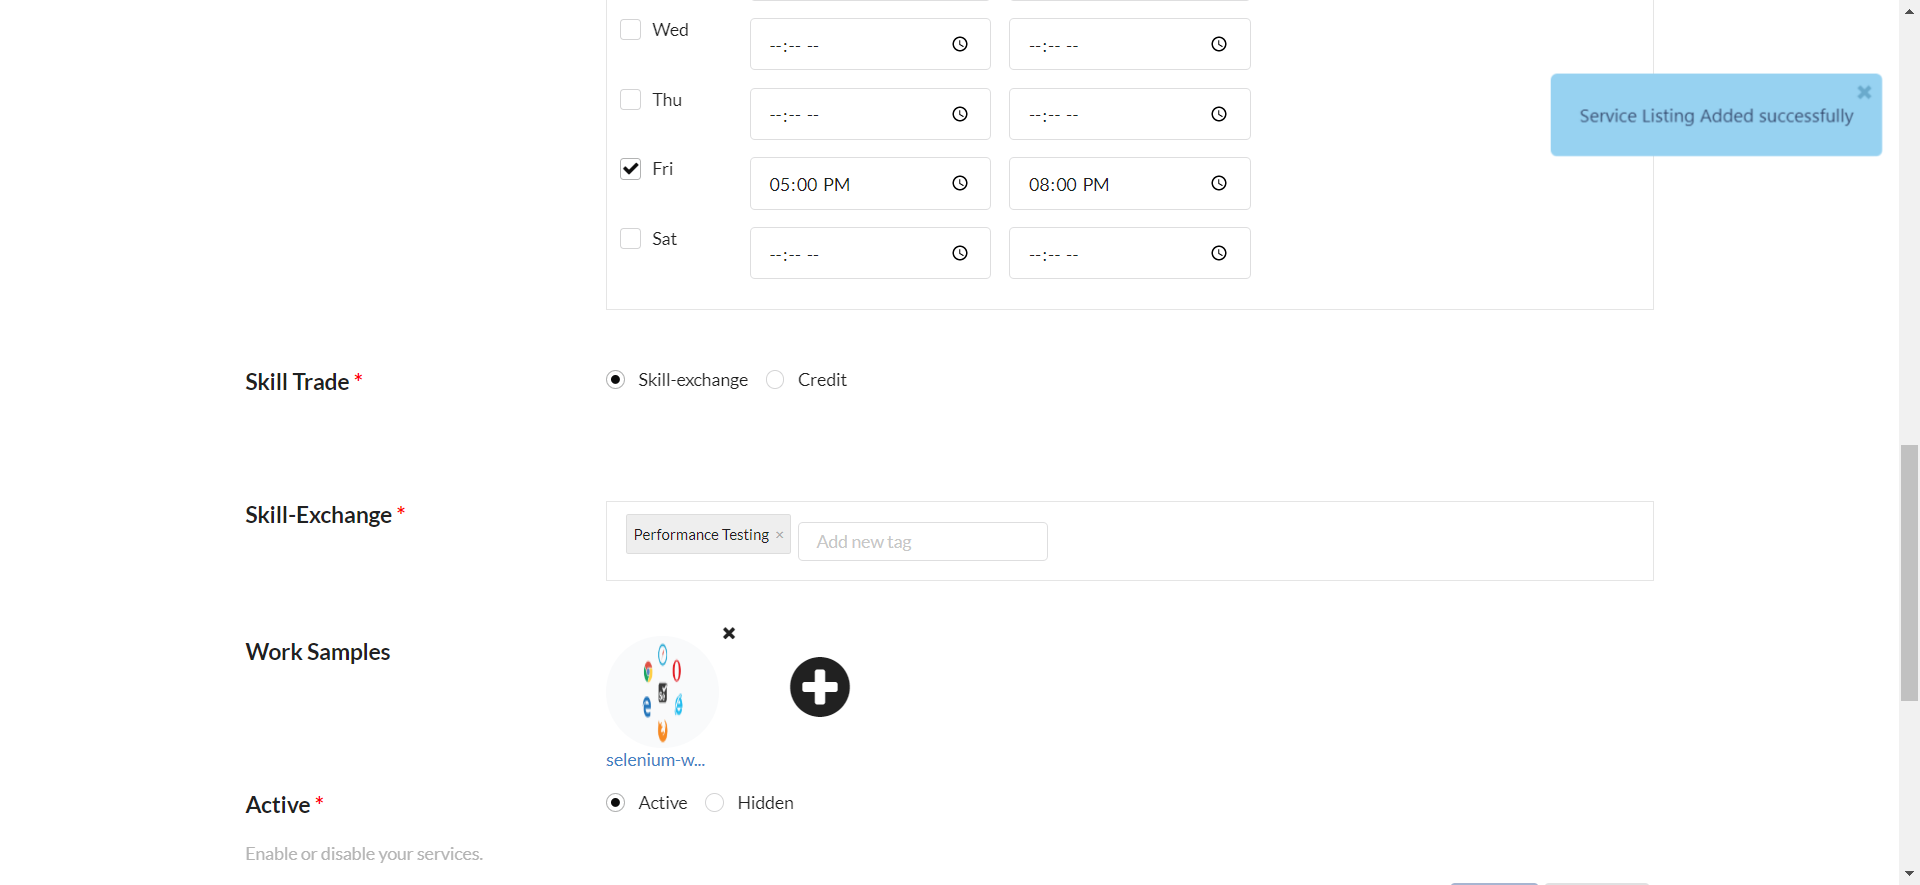 Wed --:-- -- --:-- --
Service Listing Added successfully
Thu --:-- -- --:-- --
Fri 05:00 PM 08:00 PM
Sat --:-- -- --:-- --
Skill Trade * Skill-exchange Credit
Skill-Exchange * Performance Testing × Add new tag
Work Samples
selenium-w...
Active * Active Hidden
Enable or disable your services.